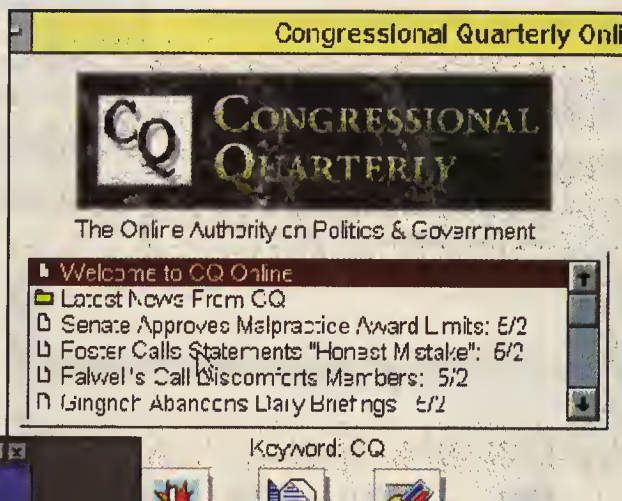 Congressional Quarterly Onli
CQ
CONGRESSIONAL
QUARTERLY
The Online Authority on Politics & Government
Welcome to CQ Online
Latest News From CQ
Senate Approves Malpractice Award Limits: 5/2
Foster Calls Statements "Honest Mistake": 5/2
Falwell's Call Discomforts Members: 5/2
Gingrich Abandons Daily Briefings 5/2
Keyword: CQ